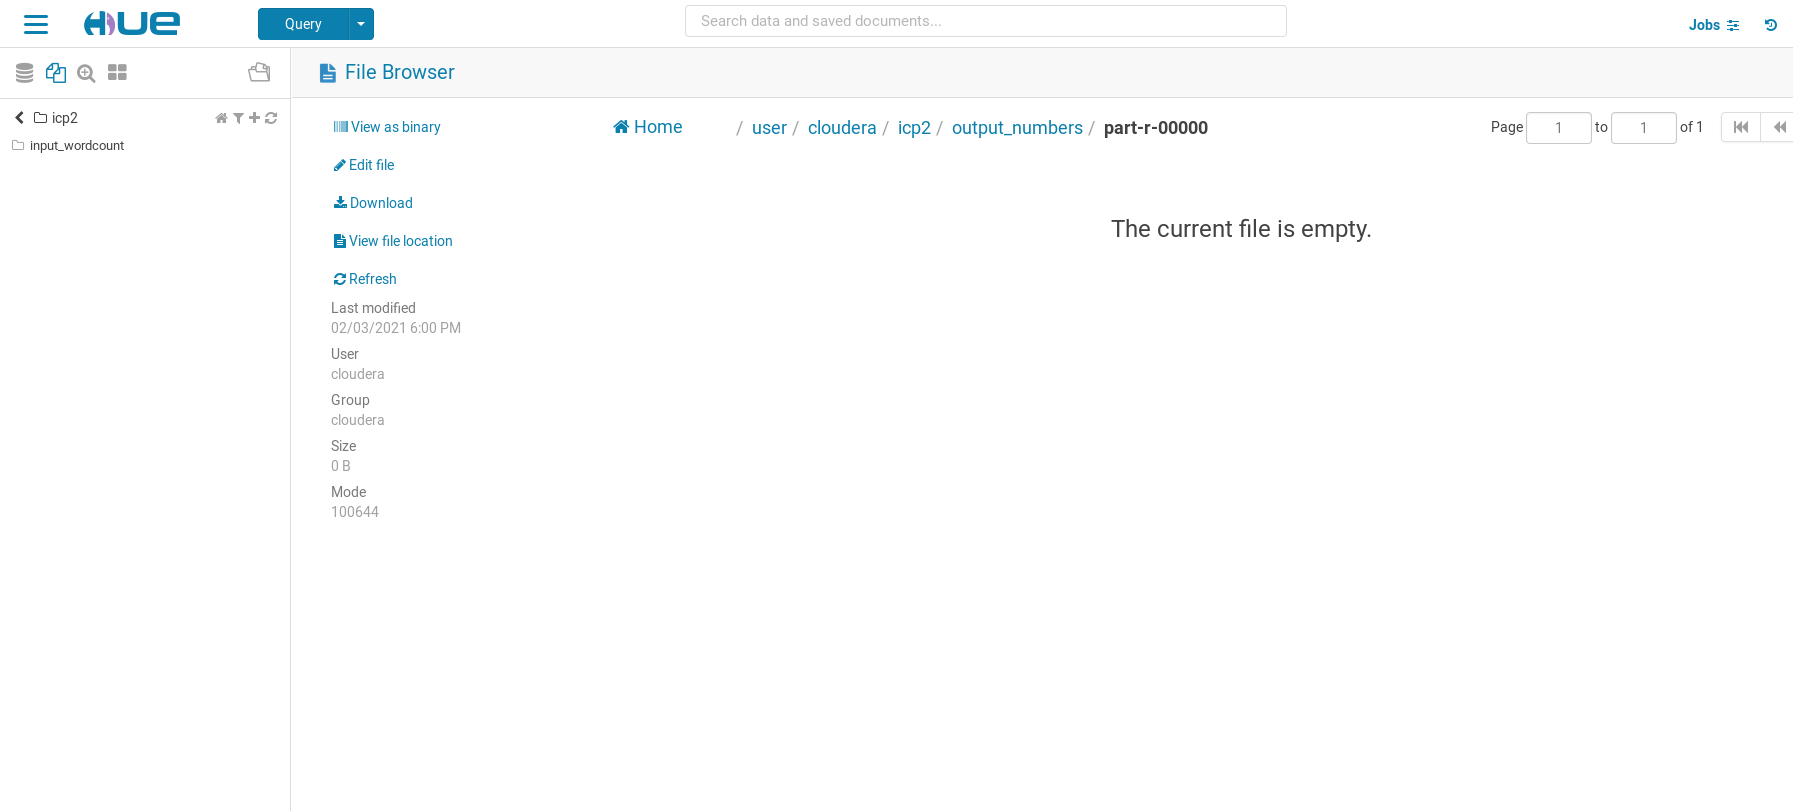 HUE
Query
Search data and saved documents...
Jobs
File Browser
icp2
input_wordcount
View as binary
Edit file
Download
View file location
Refresh
Last modified
02/03/2021 6:00 PM
User
cloudera
Group
cloudera
Size
0 B
Mode
100644
Home / user / cloudera / icp2 / output_numbers / part-r-00000
Page 1 to 1 of 1
The current file is empty.